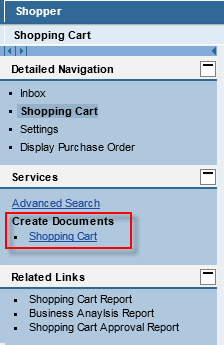 Shopper
Shopping Cart
Detailed Navigation
Inbox
Shopping Cart
Settings
Display Purchase Order
Services
Advanced Search
Create Documents
Shopping Cart
Related Links
Shopping Cart Report
Business Anaylsis Report
Shopping Cart Approval Report